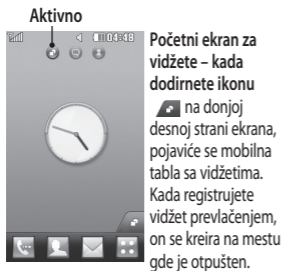 Aktivno
04:48
Početni ekran za
vidžete – kada
dodirnete ikonu
na donjoj
desnoj strani ekrana,
pojaviće se mobilna
tabla sa vidžetima.
Kada registrujete
vidžet prevlačenjem,
on se kreira na mestu
gde je otpušten.